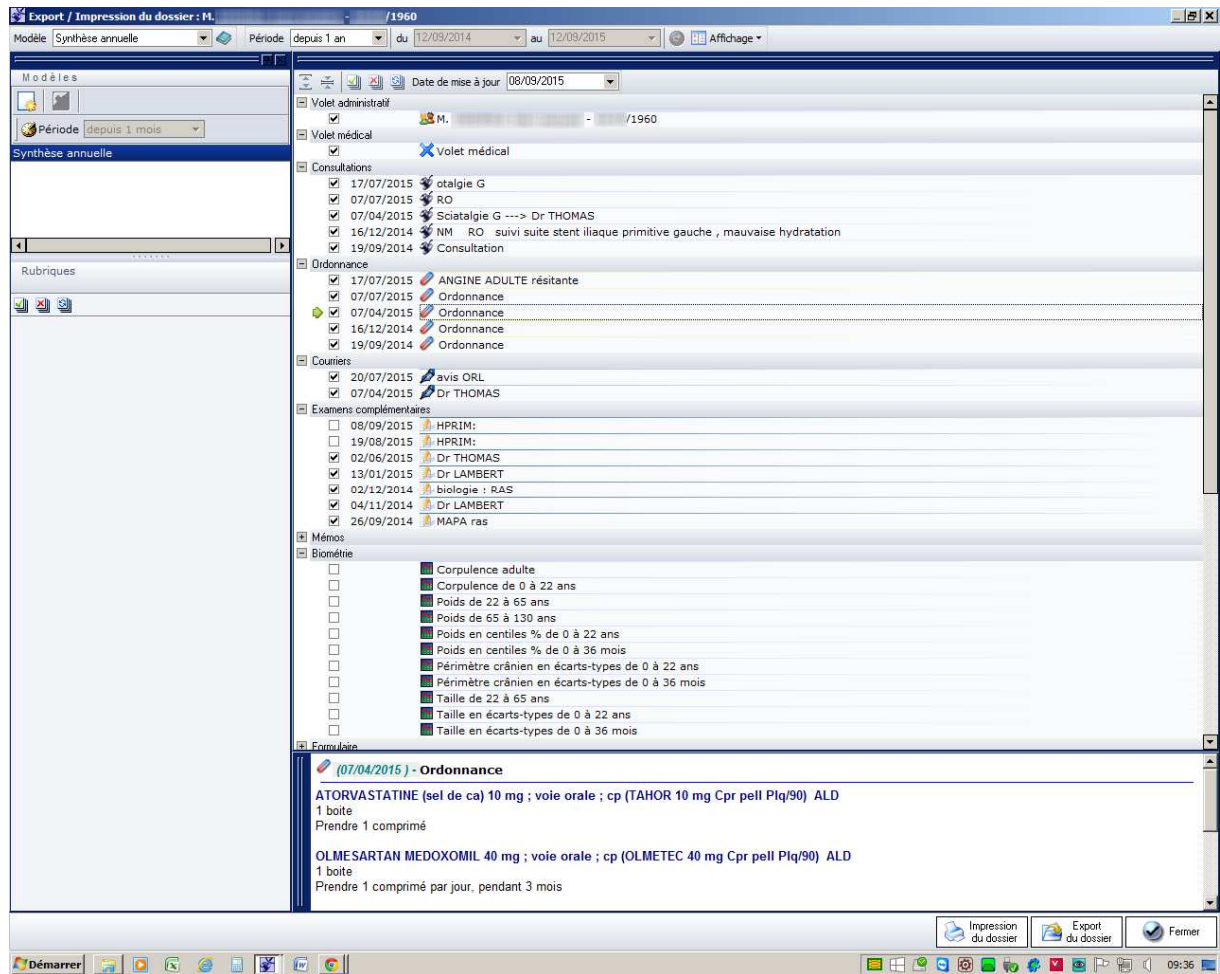 Export / Impression du dossier : M. - /1960
Modèle Synthèse annuelle Période depuis 1 an du 12/09/2014 au 12/09/2015 Affichage
Modèles
Période depuis 1 mois
Synthèse annuelle
Rubriques
Date de mise à jour 08/09/2015
Volet administratif
M. - /1960
Volet médical
Volet médical
Consultations
17/07/2015 otalgie G
07/07/2015 RO
07/04/2015 Sciatalgie G ---> Dr THOMAS
16/12/2014 NM RO suivi suite stent iliaque primitive gauche , mauvaise hydratation
19/09/2014 Consultation
Ordonnance
17/07/2015 ANGINE ADULTE résitante
07/07/2015 Ordonnance
07/04/2015 Ordonnance
16/12/2014 Ordonnance
19/09/2014 Ordonnance
Courriers
20/07/2015 avis ORL
07/04/2015 Dr THOMAS
Examens complémentaires
08/09/2015 HPRIM:
19/08/2015 HPRIM:
02/06/2015 Dr THOMAS
13/01/2015 Dr LAMBERT
02/12/2014 biologie : RAS
04/11/2014 Dr LAMBERT
26/09/2014 MAPA ras
Mémos
Biométrie
Corpulence adulte
Corpulence de 0 à 22 ans
Poids de 22 à 65 ans
Poids de 65 à 130 ans
Poids en centiles % de 0 à 22 ans
Poids en centiles % de 0 à 36 mois
Périmètre crânien en écarts-types de 0 à 22 ans
Périmètre crânien en écarts-types de 0 à 36 mois
Taille de 22 à 65 ans
Taille en écarts-types de 0 à 22 ans
Taille en écarts-types de 0 à 36 mois
Formulaire
(07/04/2015 ) - Ordonnance
ATORVASTATINE (sel de ca) 10 mg ; voie orale ; cp (TAHOR 10 mg Cpr pell Plq/90) ALD
1 boite
Prendre 1 comprimé
OLMESARTAN MEDOXOMIL 40 mg ; voie orale ; cp (OLMETEC 40 mg Cpr pell Plq/90) ALD
1 boite
Prendre 1 comprimé par jour, pendant 3 mois
Impression du dossier
Export du dossier
Fermer
Démarrer 09:36